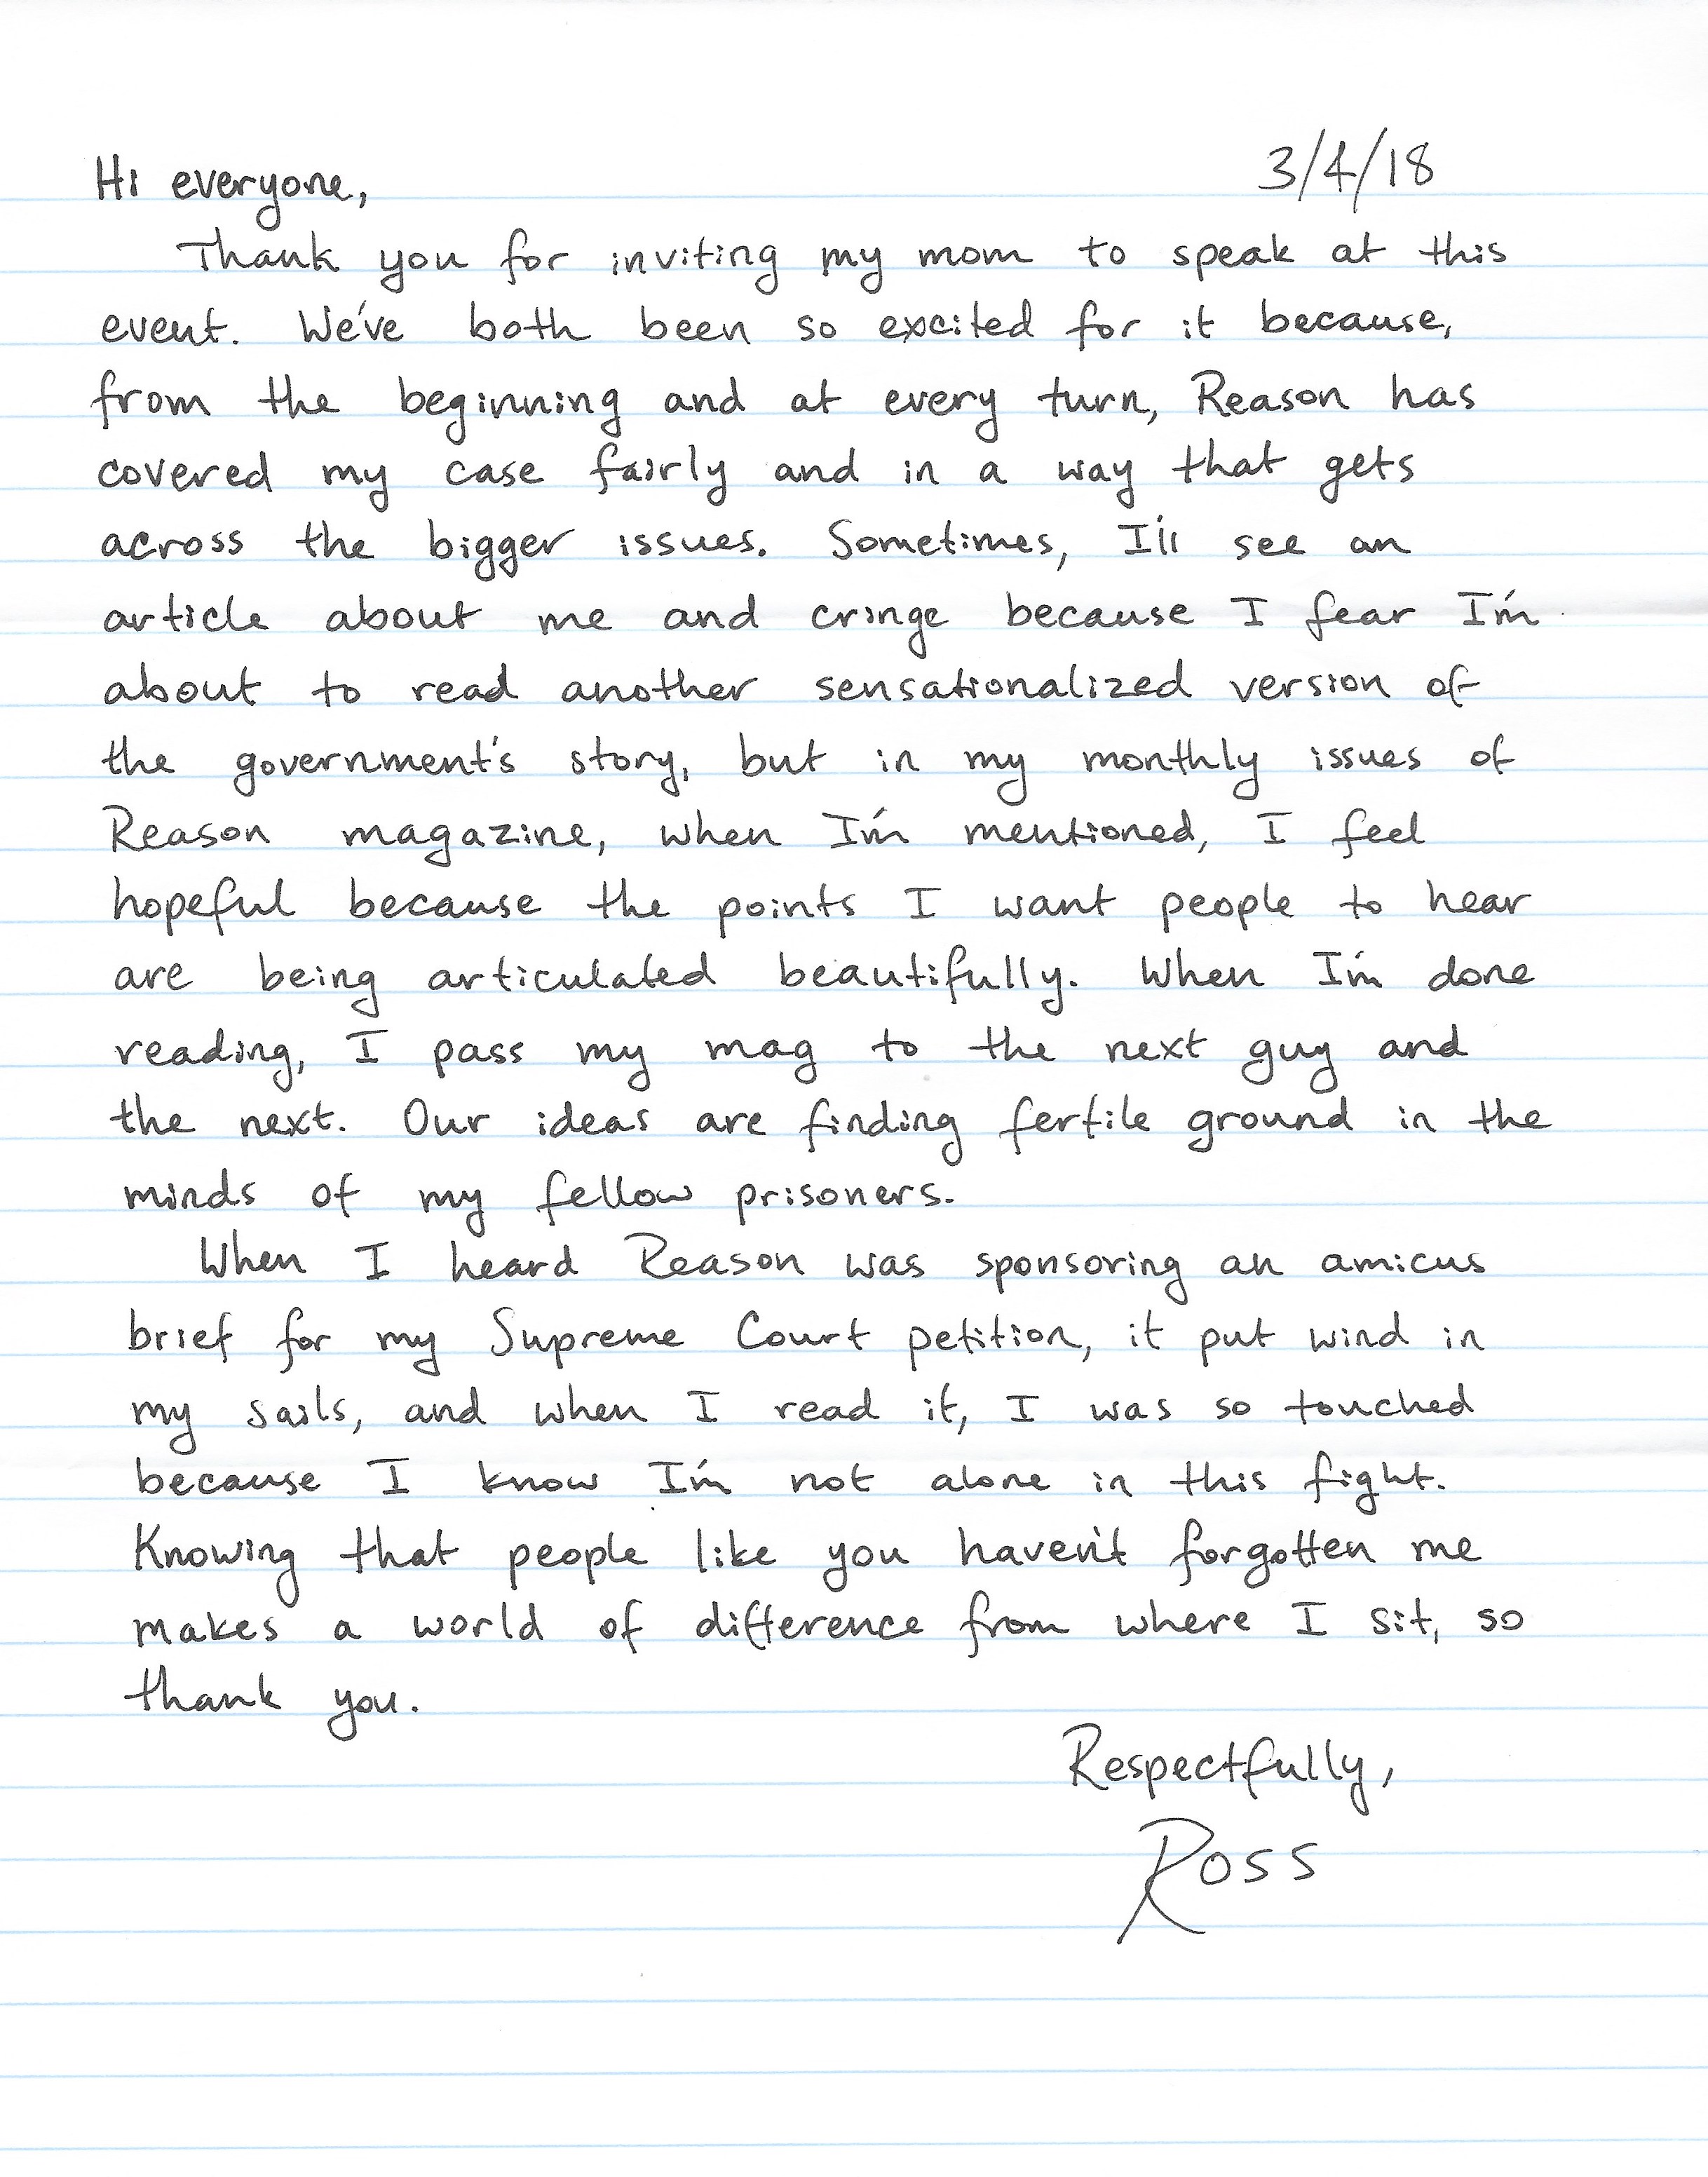 Hi everyone, 3/4/18
Thank you for inviting my mom to speak at this
event. We've both been so excited for it because,
from the beginning and at every turn, Reason has
covered my case fairly and in a way that gets
across the bigger issues. Sometimes, I'll see an
article about me and cringe because I fear I'm
about to read another sensationalized version of
the government's story, but in my monthly issues of
Reason magazine, when I'm mentioned, I feel
hopeful because the points I want people to hear
are being articulated beautifully. When I'm done
reading, I pass my mag to the next guy and
the next. Our ideas are finding fertile ground in the
minds of my fellow prisoners.
When I heard Reason was sponsoring an amicus
brief for my Supreme Court petition, it put wind in
my sails, and when I read it, I was so touched
because I know I'm not alone in this fight.
Knowing that people like you haven't forgotten me
makes a world of difference from where I sit, so
thank you.
Respectfully,
Ross